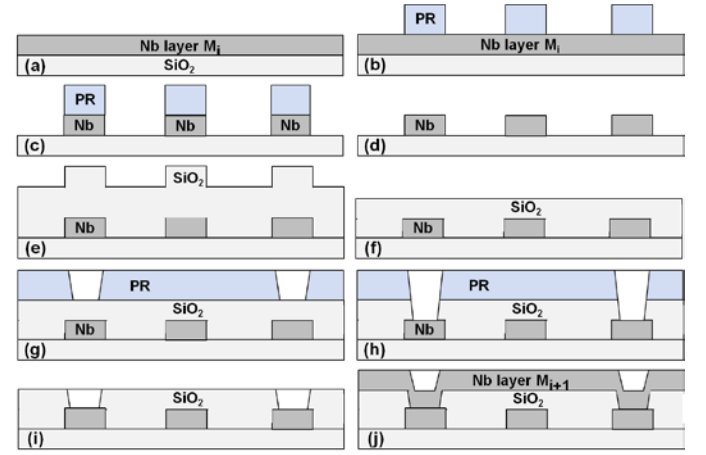 Nb layer Mi
(a) SiO2
PR
Nb layer Mi
(b)
PR
Nb Nb Nb
(c)
Nb
(d)
SiO2
Nb
(e)
SiO2
Nb
(f)
PR
SiO2
Nb
(g)
PR
SiO2
Nb
(h)
SiO2
(i)
Nb layer Mi+1
SiO2
(j)